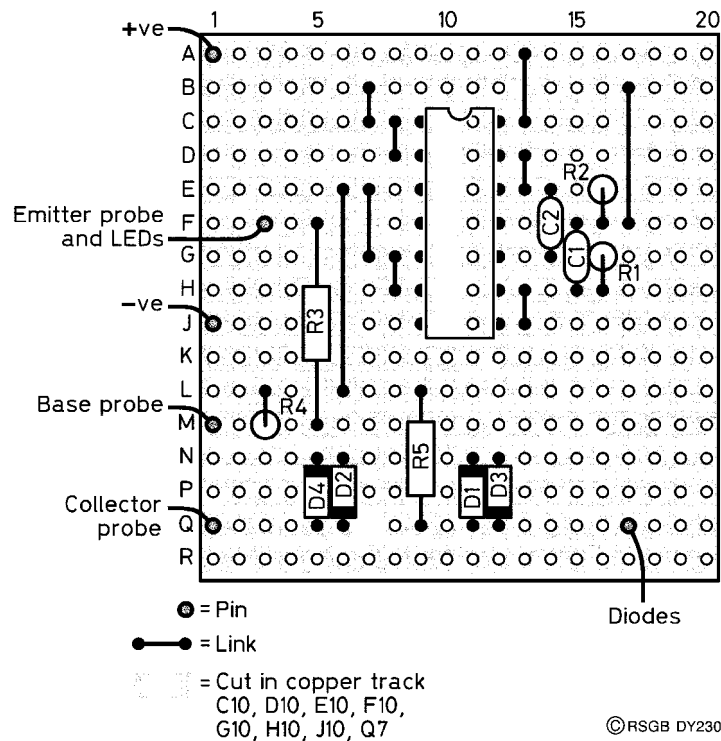 1 5 10 15 20
+ve
A
B
C
D
E
F
G
H
J
K
L
M
N
P
Q
R
R2
C2
Emitter probe
and LEDs
C1
R1
R3
-ve
R4
Base probe
R5
D4 D2
D1 D3
Collector
probe
Diodes
= Pin
= Link
= Cut in copper track
C10, D10, E10, F10,
G10, H10, J10, Q7
©RSGB DY230